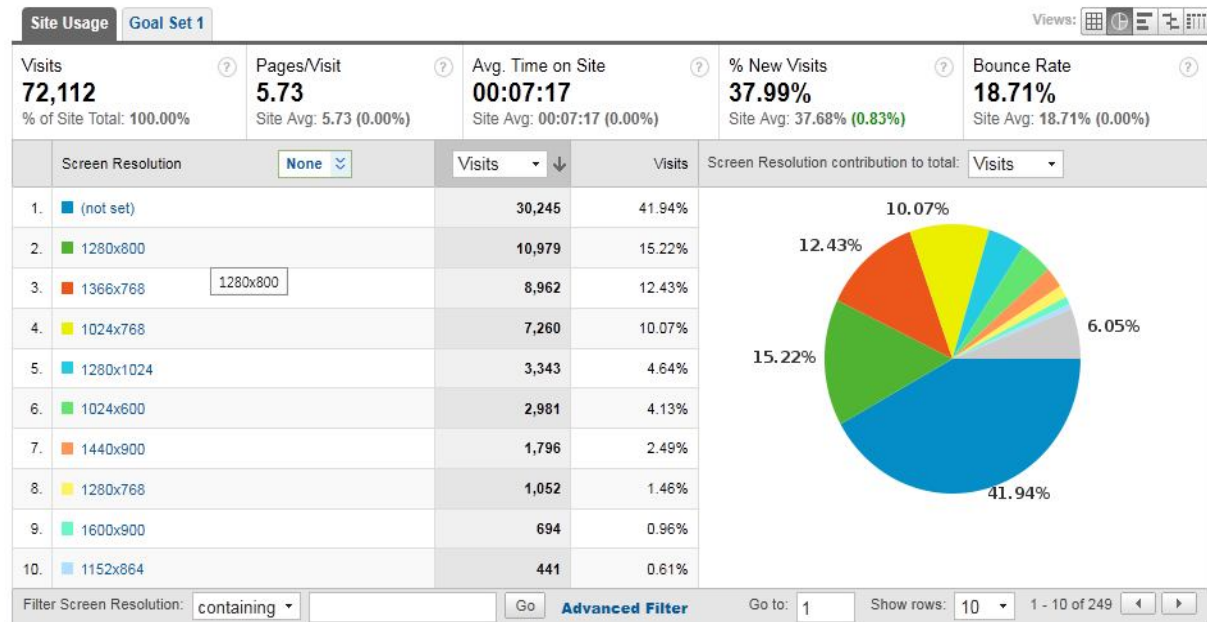 Site Usage Goal Set 1 Views:
Visits ? Pages/Visit ? Avg. Time on Site ? % New Visits ? Bounce Rate ?
72,112 5.73 00:07:17 37.99% 18.71%
% of Site Total: 100.00% Site Avg: 5.73 (0.00%) Site Avg: 00:07:17 (0.00%) Site Avg: 37.68% (0.83%) Site Avg: 18.71% (0.00%)
Screen Resolution None Visits Visits Screen Resolution contribution to total: Visits
1. (not set) 30,245 41.94%
2. 1280x800 10,979 15.22%
1280x800
3. 1366x768 8,962 12.43%
4. 1024x768 7,260 10.07%
5. 1280x1024 3,343 4.64%
6. 1024x600 2,981 4.13%
7. 1440x900 1,796 2.49%
8. 1280x768 1,052 1.46%
9. 1600x900 694 0.96%
10. 1152x864 441 0.61%
10.07%
12.43%
6.05%
15.22%
41.94%
Filter Screen Resolution: containing Go Advanced Filter Go to: 1 Show rows: 10 1 - 10 of 249